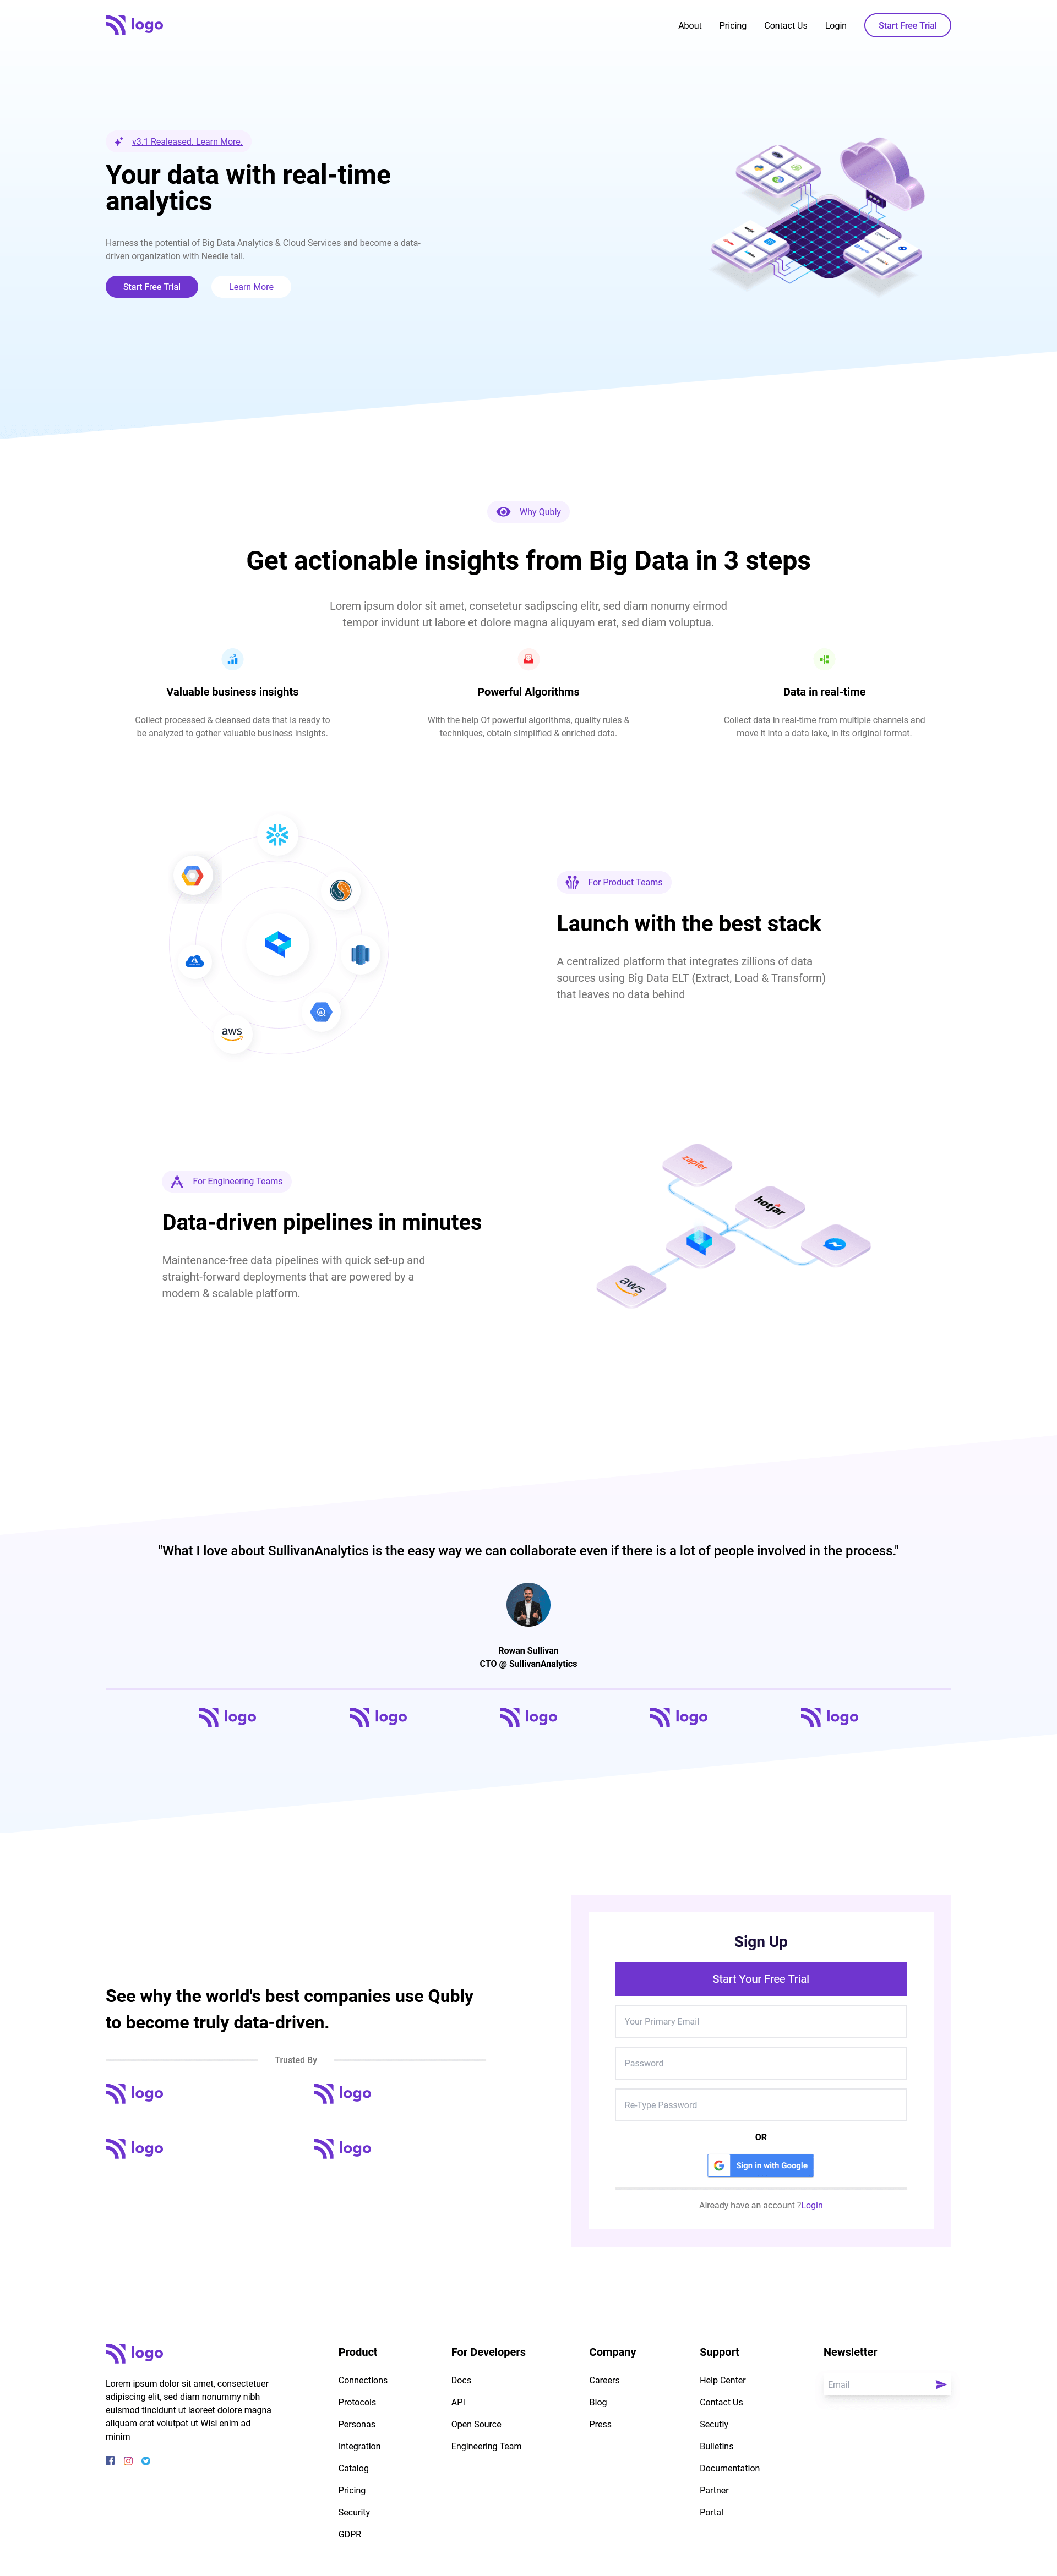 logo
About
Pricing
Contact Us
Login
Start Free Trial
v3.1 Realeased. Learn More.
Your data with real-time
analytics
Harness the potential of Big Data Analytics & Cloud Services and become a data-
driven organization with Needle tail.
Start Free Trial
Learn More
Why Qubly
Get actionable insights from Big Data in 3 steps
Lorem ipsum dolor sit amet, consetetur sadipscing elitr, sed diam nonumy eirmod
tempor invidunt ut labore et dolore magna aliquyam erat, sed diam voluptua.
Valuable business insights
Collect processed & cleansed data that is ready to
be analyzed to gather valuable business insights.
Powerful Algorithms
With the help Of powerful algorithms, quality rules &
techniques, obtain simplified & enriched data.
Data in real-time
Collect data in real-time from multiple channels and
move it into a data lake, in its original format.
aws
For Product Teams
Launch with the best stack
A centralized platform that integrates zillions of data
sources using Big Data ELT (Extract, Load & Transform)
that leaves no data behind
For Engineering Teams
Data-driven pipelines in minutes
Maintenance-free data pipelines with quick set-up and
straight-forward deployments that are powered by a
modern & scalable platform.
zapier
hotjar
aws
"What I love about SullivanAnalytics is the easy way we can collaborate even if there is a lot of people involved in the process."
Rowan Sullivan
CTO @ SullivanAnalytics
logo
logo
logo
logo
logo
See why the world's best companies use Qubly
to become truly data-driven.
Trusted By
logo
logo
logo
logo
Sign Up
Start Your Free Trial
Your Primary Email
Password
Re-Type Password
OR
Sign in with Google
Already have an account ?Login
logo
Lorem ipsum dolor sit amet, consectetuer
adipiscing elit, sed diam nonummy nibh
euismod tincidunt ut laoreet dolore magna
aliquam erat volutpat ut Wisi enim ad
minim
Product
Connections
Protocols
Personas
Integration
Catalog
Pricing
Security
GDPR
For Developers
Docs
API
Open Source
Engineering Team
Company
Careers
Blog
Press
Support
Help Center
Contact Us
Secutiy
Bulletins
Documentation
Partner
Portal
Newsletter
Email